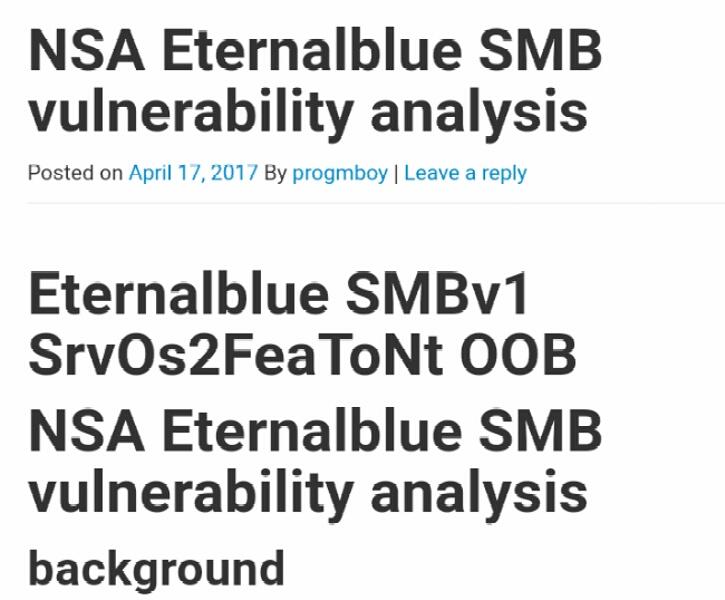 NSA Eternalblue SMB
vulnerability analysis
Posted on April 17, 2017 By progmboy | Leave a reply
Eternalblue SMBv1
SrvOs2FeaToNt OOB
NSA Eternalblue SMB
vulnerability analysis
background